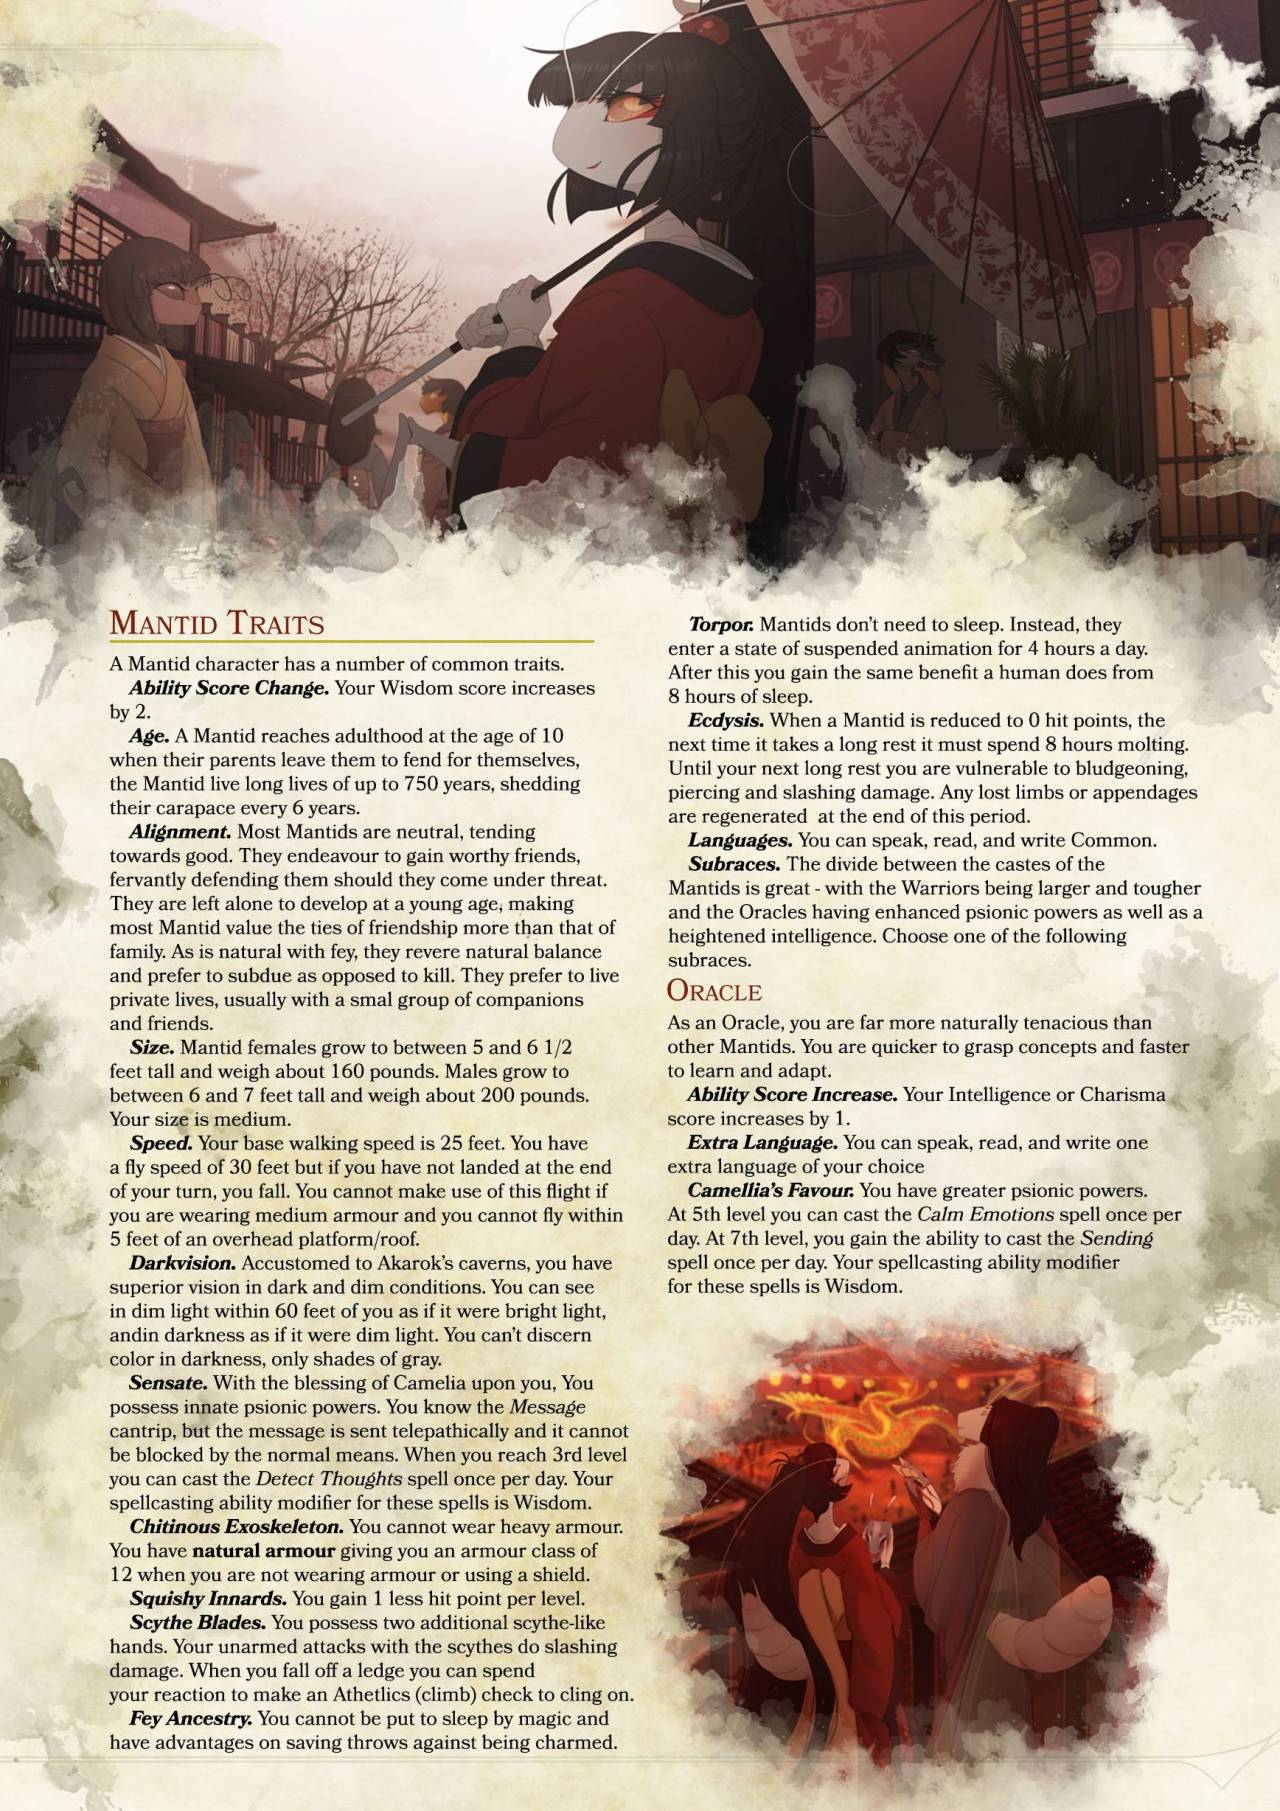 Mantid Traits
A Mantid character has a number of common traits.
Ability Score Change. Your Wisdom score increases
by 2.
Age. A Mantid reaches adulthood at the age of 10
when their parents leave them to fend for themselves,
the Mantid live long lives of up to 750 years, shedding
their carapace every 6 years.
Alignment. Most Mantids are neutral, tending
towards good. They endeavour to gain worthy friends,
fervantly defending them should they come under threat.
They are left alone to develop at a young age, making
most Mantid value the ties of friendship more than that of
family. As is natural with fey, they revere natural balance
and prefer to subdue as opposed to kill. They prefer to live
private lives, usually with a smal group of companions
and friends.
Size. Mantid females grow to between 5 and 6 1/2
feet tall and weigh about 160 pounds. Males grow to
between 6 and 7 feet tall and weigh about 200 pounds.
Your size is medium.
Speed. Your base walking speed is 25 feet. You have
a fly speed of 30 feet but if you have not landed at the end
of your turn, you fall. You cannot make use of this flight if
you are wearing medium armour and you cannot fly within
5 feet of an overhead platform/roof.
Darkvision. Accustomed to Akarok's caverns, you have
superior vision in dark and dim conditions. You can see
in dim light within 60 feet of you as if it were bright light,
andin darkness as if it were dim light. You can't discern
color in darkness, only shades of gray.
Sensate. With the blessing of Camelia upon you, You
possess innate psionic powers. You know the Message
cantrip, but the message is sent telepathically and it cannot
be blocked by the normal means. When you reach 3rd level
you can cast the Detect Thoughts spell once per day. Your
spellcasting ability modifier for these spells is Wisdom.
Chitinous Exoskeleton. You cannot wear heavy armour.
You have natural armour giving you an armour class of
12 when you are not wearing armour or using a shield.
Squishy Innards. You gain 1 less hit point per level.
Scythe Blades. You possess two additional scythe-like
hands. Your unarmed attacks with the scythes do slashing
damage. When you fall off a ledge you can spend
your reaction to make an Athetlics (climb) check to cling on.
Fey Ancestry. You cannot be put to sleep by magic and
have advantages on saving throws against being charmed.
Torpor. Mantids don't need to sleep. Instead, they
enter a state of suspended animation for 4 hours a day.
After this you gain the same benefit a human does from
8 hours of sleep.
Ecdysis. When a Mantid is reduced to 0 hit points, the
next time it takes a long rest it must spend 8 hours molting.
Until your next long rest you are vulnerable to bludgeoning,
piercing and slashing damage. Any lost limbs or appendages
are regenerated at the end of this period.
Languages. You can speak, read, and write Common.
Subraces. The divide between the castes of the
Mantids is great - with the Warriors being larger and tougher
and the Oracles having enhanced psionic powers as well as a
heightened intelligence. Choose one of the following
subraces.
Oracle
As an Oracle, you are far more naturally tenacious than
other Mantids. You are quicker to grasp concepts and faster
to learn and adapt.
Ability Score Increase. Your Intelligence or Charisma
score increases by 1.
Extra Language. You can speak, read, and write one
extra language of your choice
Camellia's Favour. You have greater psionic powers.
At 5th level you can cast the Calm Emotions spell once per
day. At 7th level, you gain the ability to cast the Sending
spell once per day. Your spellcasting ability modifier
for these spells is Wisdom.